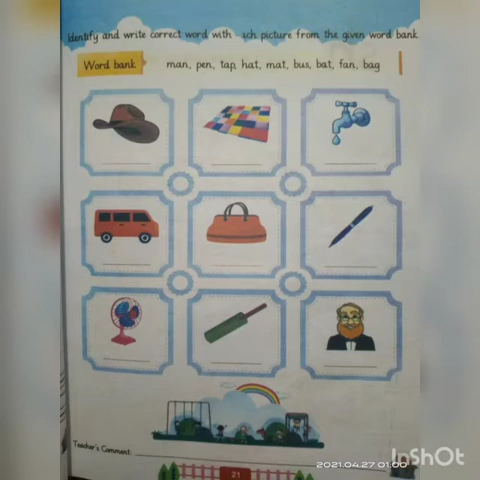 Identify and write correct word with ch picture from the given word bank.
Word bank
man, pen, tap, hat, mat, bus, bat, fan, bag
Teacher's Comment:
21
2021.04.27 01:00
InShOt